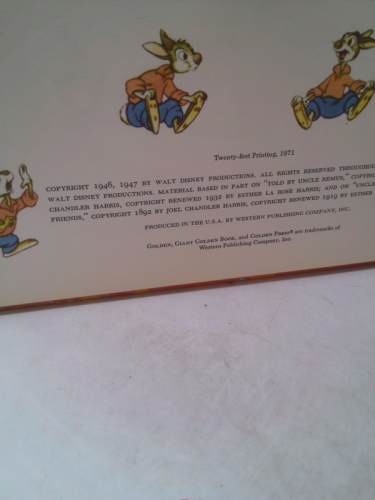 Twenty-first Printing, 1971
COPYRIGHT 1946, 1947 BY WALT DISNEY PRODUCTIONS. ALL RIGHTS RESERVED THROUGHOU
WALT DISNEY PRODUCTIONS. MATERIAL BASED IN PART ON "TOLD BY UNCLE REMUS," COPYRI
CHANDLER HARRIS, COPYRIGHT RENEWED 1932 BY ESTHER LA ROSE HARRIS; AND ON "UNCLE
FRIENDS," COPYRIGHT 1892 BY JOEL CHANDLER HARRIS, COPYRIGHT RENEWED 1919 BY ESTHER
PRODUCED IN THE U.S.A. BY WESTERN PUBLISHING COMPANY, INC.
GOLDEN, GIANT GOLDEN BOOK, and GOLDEN PRESS® are trademarks of
Western Publishing Company, Inc.